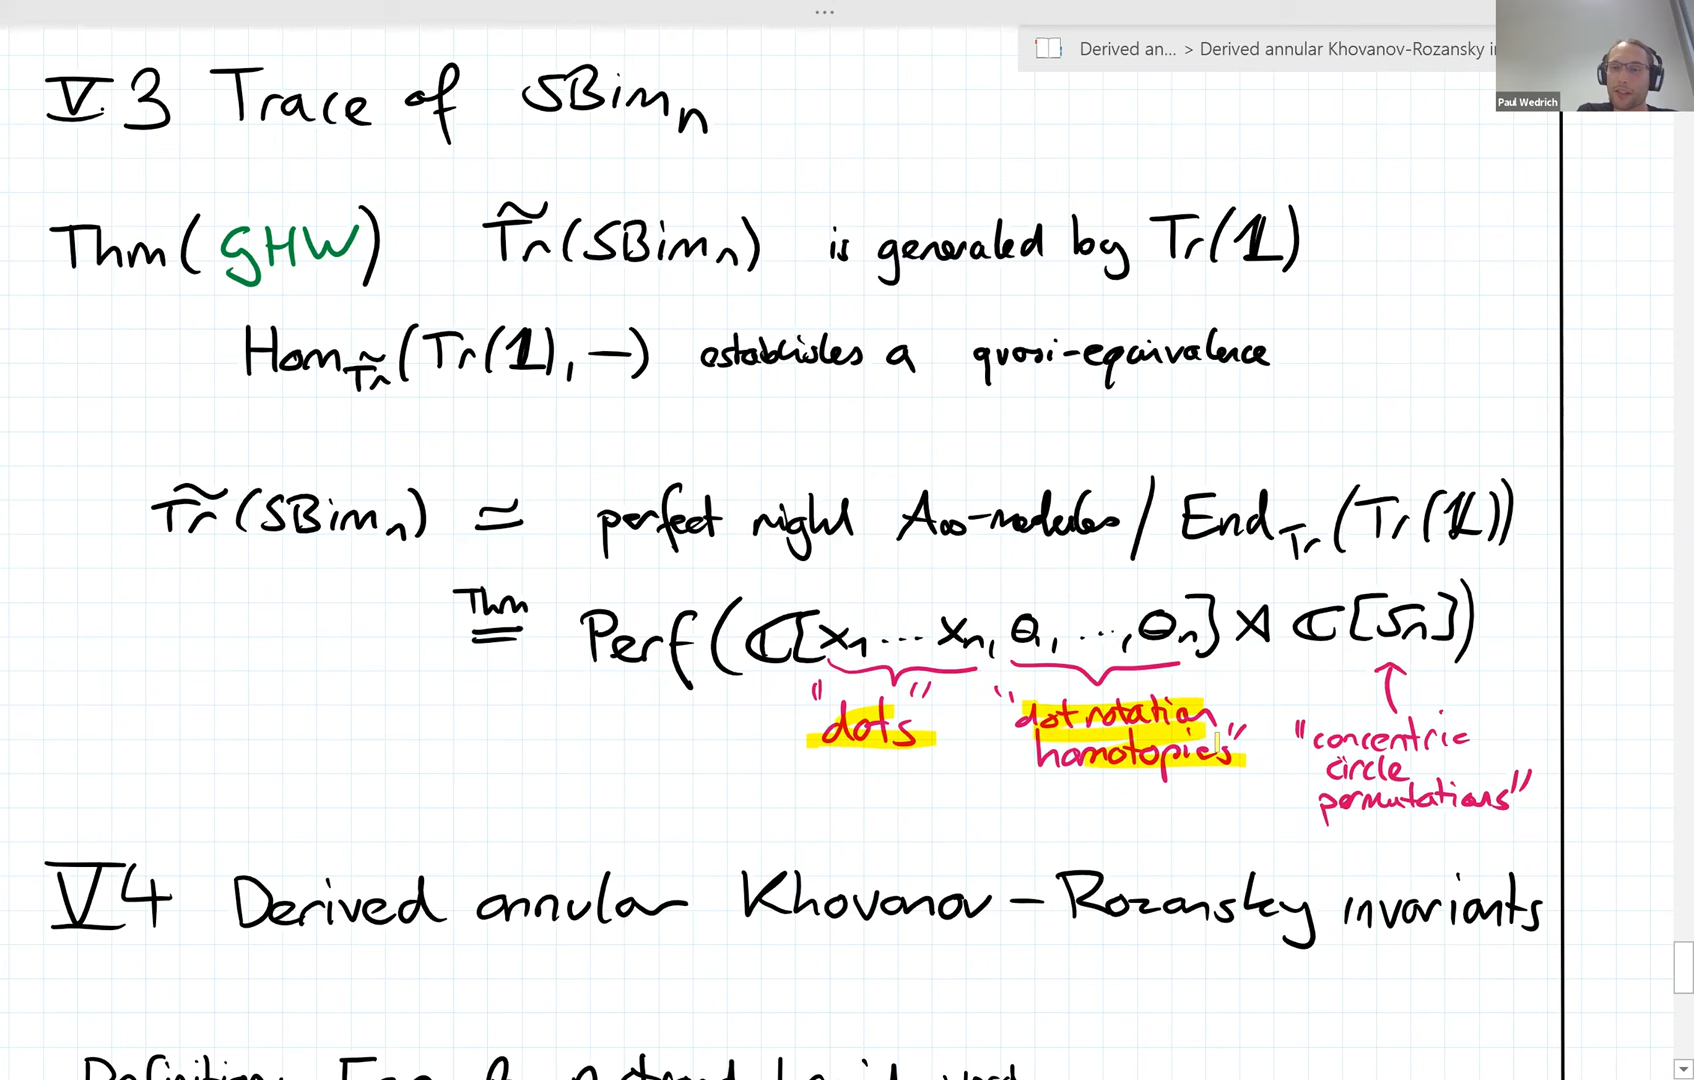 ...
Derived an... > Derived annular Khovanov-Rozansky in
Paul Wedrich
V.3 Trace of SBimₙ
Thm (GHW) T̃r(SBimₙ) is generated by Tr(𝟙)
Hom_T̃r(Tr(𝟙), −) establishes a quasi-equivalence
T̃r(SBimₙ) ≃ perfect right A∞-modules / End_Tr(Tr(𝟙))
Thm
= Perf(ℂ[x₁ ... xₙ, θ₁, ..., θₙ] ⋊ ℂ[Sₙ])
"dots" "dot rotation homotopies" "concentric circle permutations"
V4 Derived annular Khovanov – Rozansky invariants